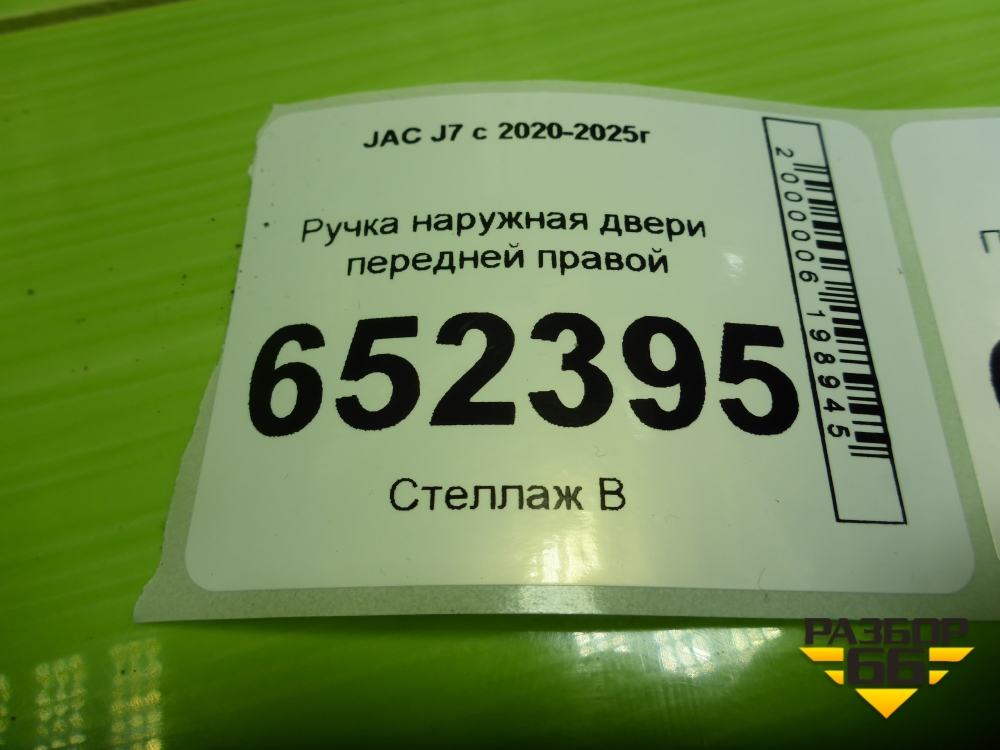 JAC J7 с 2020-2025г
Ручка наружная двери
передней правой
652395
Стеллаж В
2000006198945
П
РАЗБОР
66